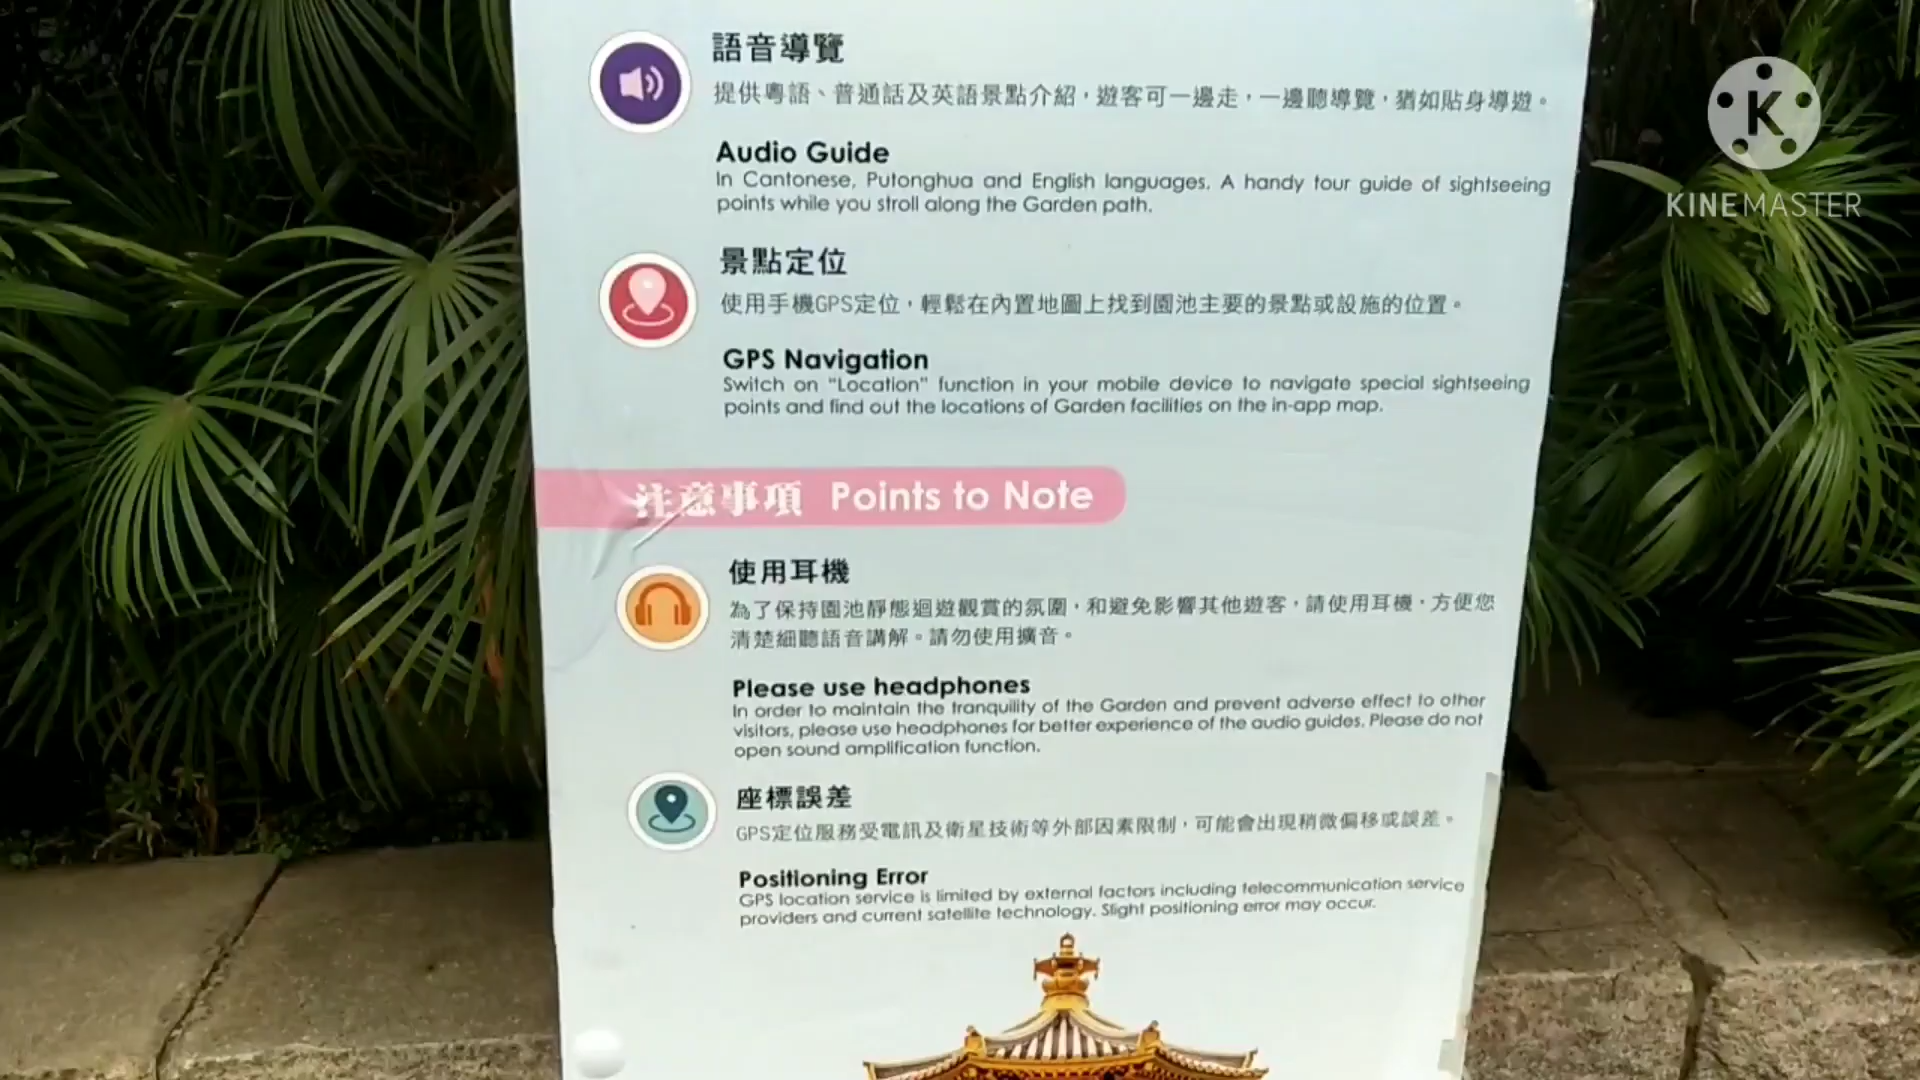 語音導覽
提供粵語、普通話及英語景點介紹，遊客可一邊走，一邊聽導覽，猶如貼身導遊。
Audio Guide
In Cantonese, Putonghua and English languages. A handy tour guide of sightseeing
points while you stroll along the Garden path.
景點定位
使用手機GPS定位，輕鬆在內置地圖上找到園池主要的景點或設施的位置。
GPS Navigation
Switch on "Location" function in your mobile device to navigate special sightseeing
points and find out the locations of Garden facilities on the in-app map.
注意事項 Points to Note
使用耳機
為了保持園池靜態迴遊觀賞的氛圍，和避免影響其他遊客，請使用耳機，方便您
清楚細聽語音講解。請勿使用擴音。
Please use headphones
In order to maintain the tranquility of the Garden and prevent adverse effect to other
visitors, please use headphones for better experience of the audio guides. Please do not
open sound amplification function.
座標誤差
GPS定位服務受電訊及衛星技術等外部因素限制，可能會出現稍微偏移或誤差。
Positioning Error
GPS location service is limited by external factors including telecommunication service
providers and current satellite technology. Slight positioning error may occur.
K
KINEMASTER